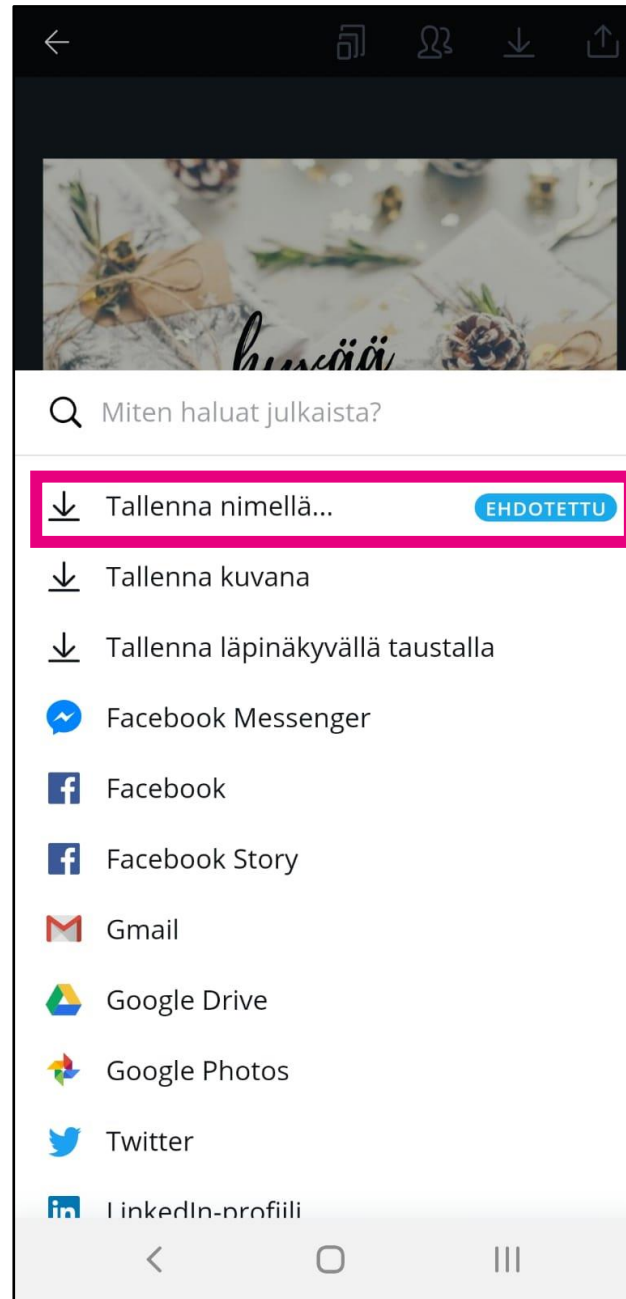 hyvää
Miten haluat julkaista?
Tallenna nimellä... EHDOTETTU
Tallenna kuvana
Tallenna läpinäkyvällä taustalla
Facebook Messenger
Facebook
Facebook Story
Gmail
Google Drive
Google Photos
Twitter
LinkedIn-profiili